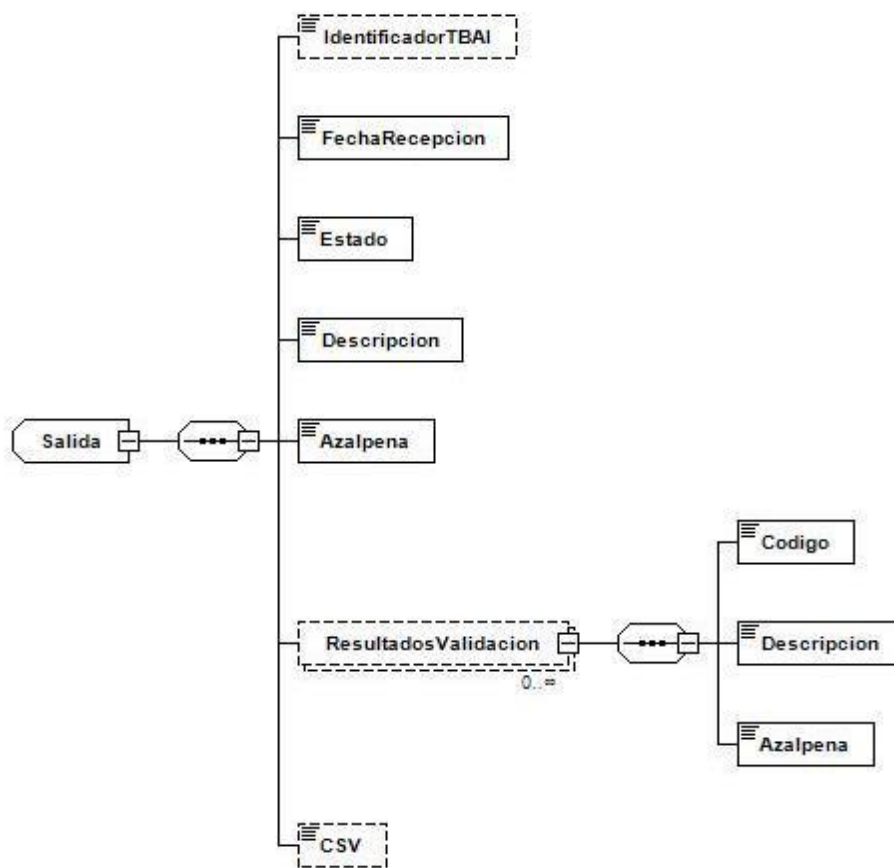 IdentificadorTBAI
FechaRecepcion
Estado
Descripcion
Salida
Azalpena
Codigo
ResultadosValidacion
0..∞
Descripcion
Azalpena
CSV